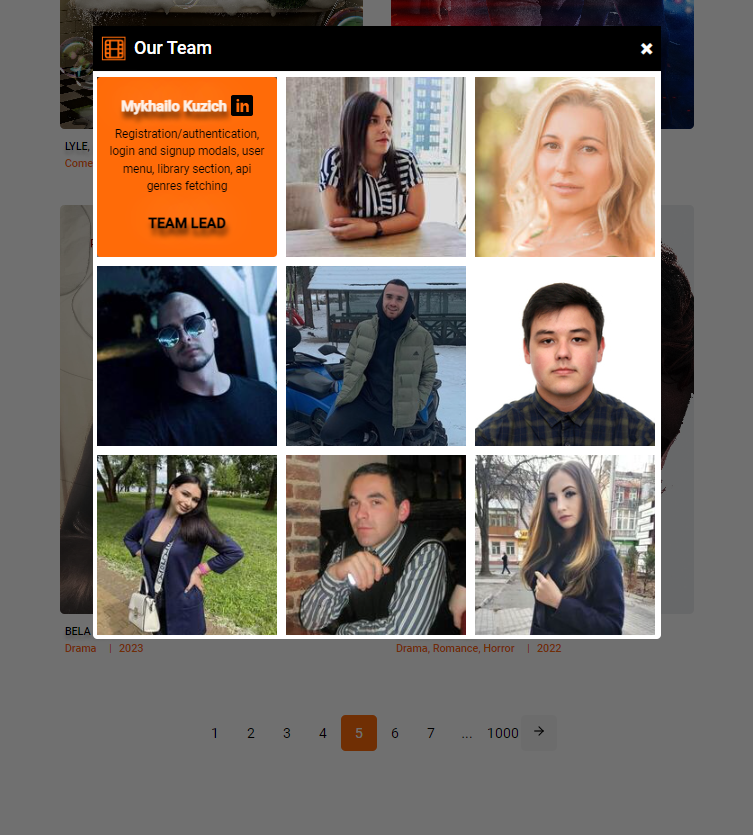 Our Team
Mykhailo Kuzich in
Registration/authentication,
login and signup modals, user
menu, library section, api
genres fetching
TEAM LEAD
LYLE,
Come
BELA
Drama | 2023
Drama, Romance, Horror | 2022
1 2 3 4 5 6 7 ... 1000